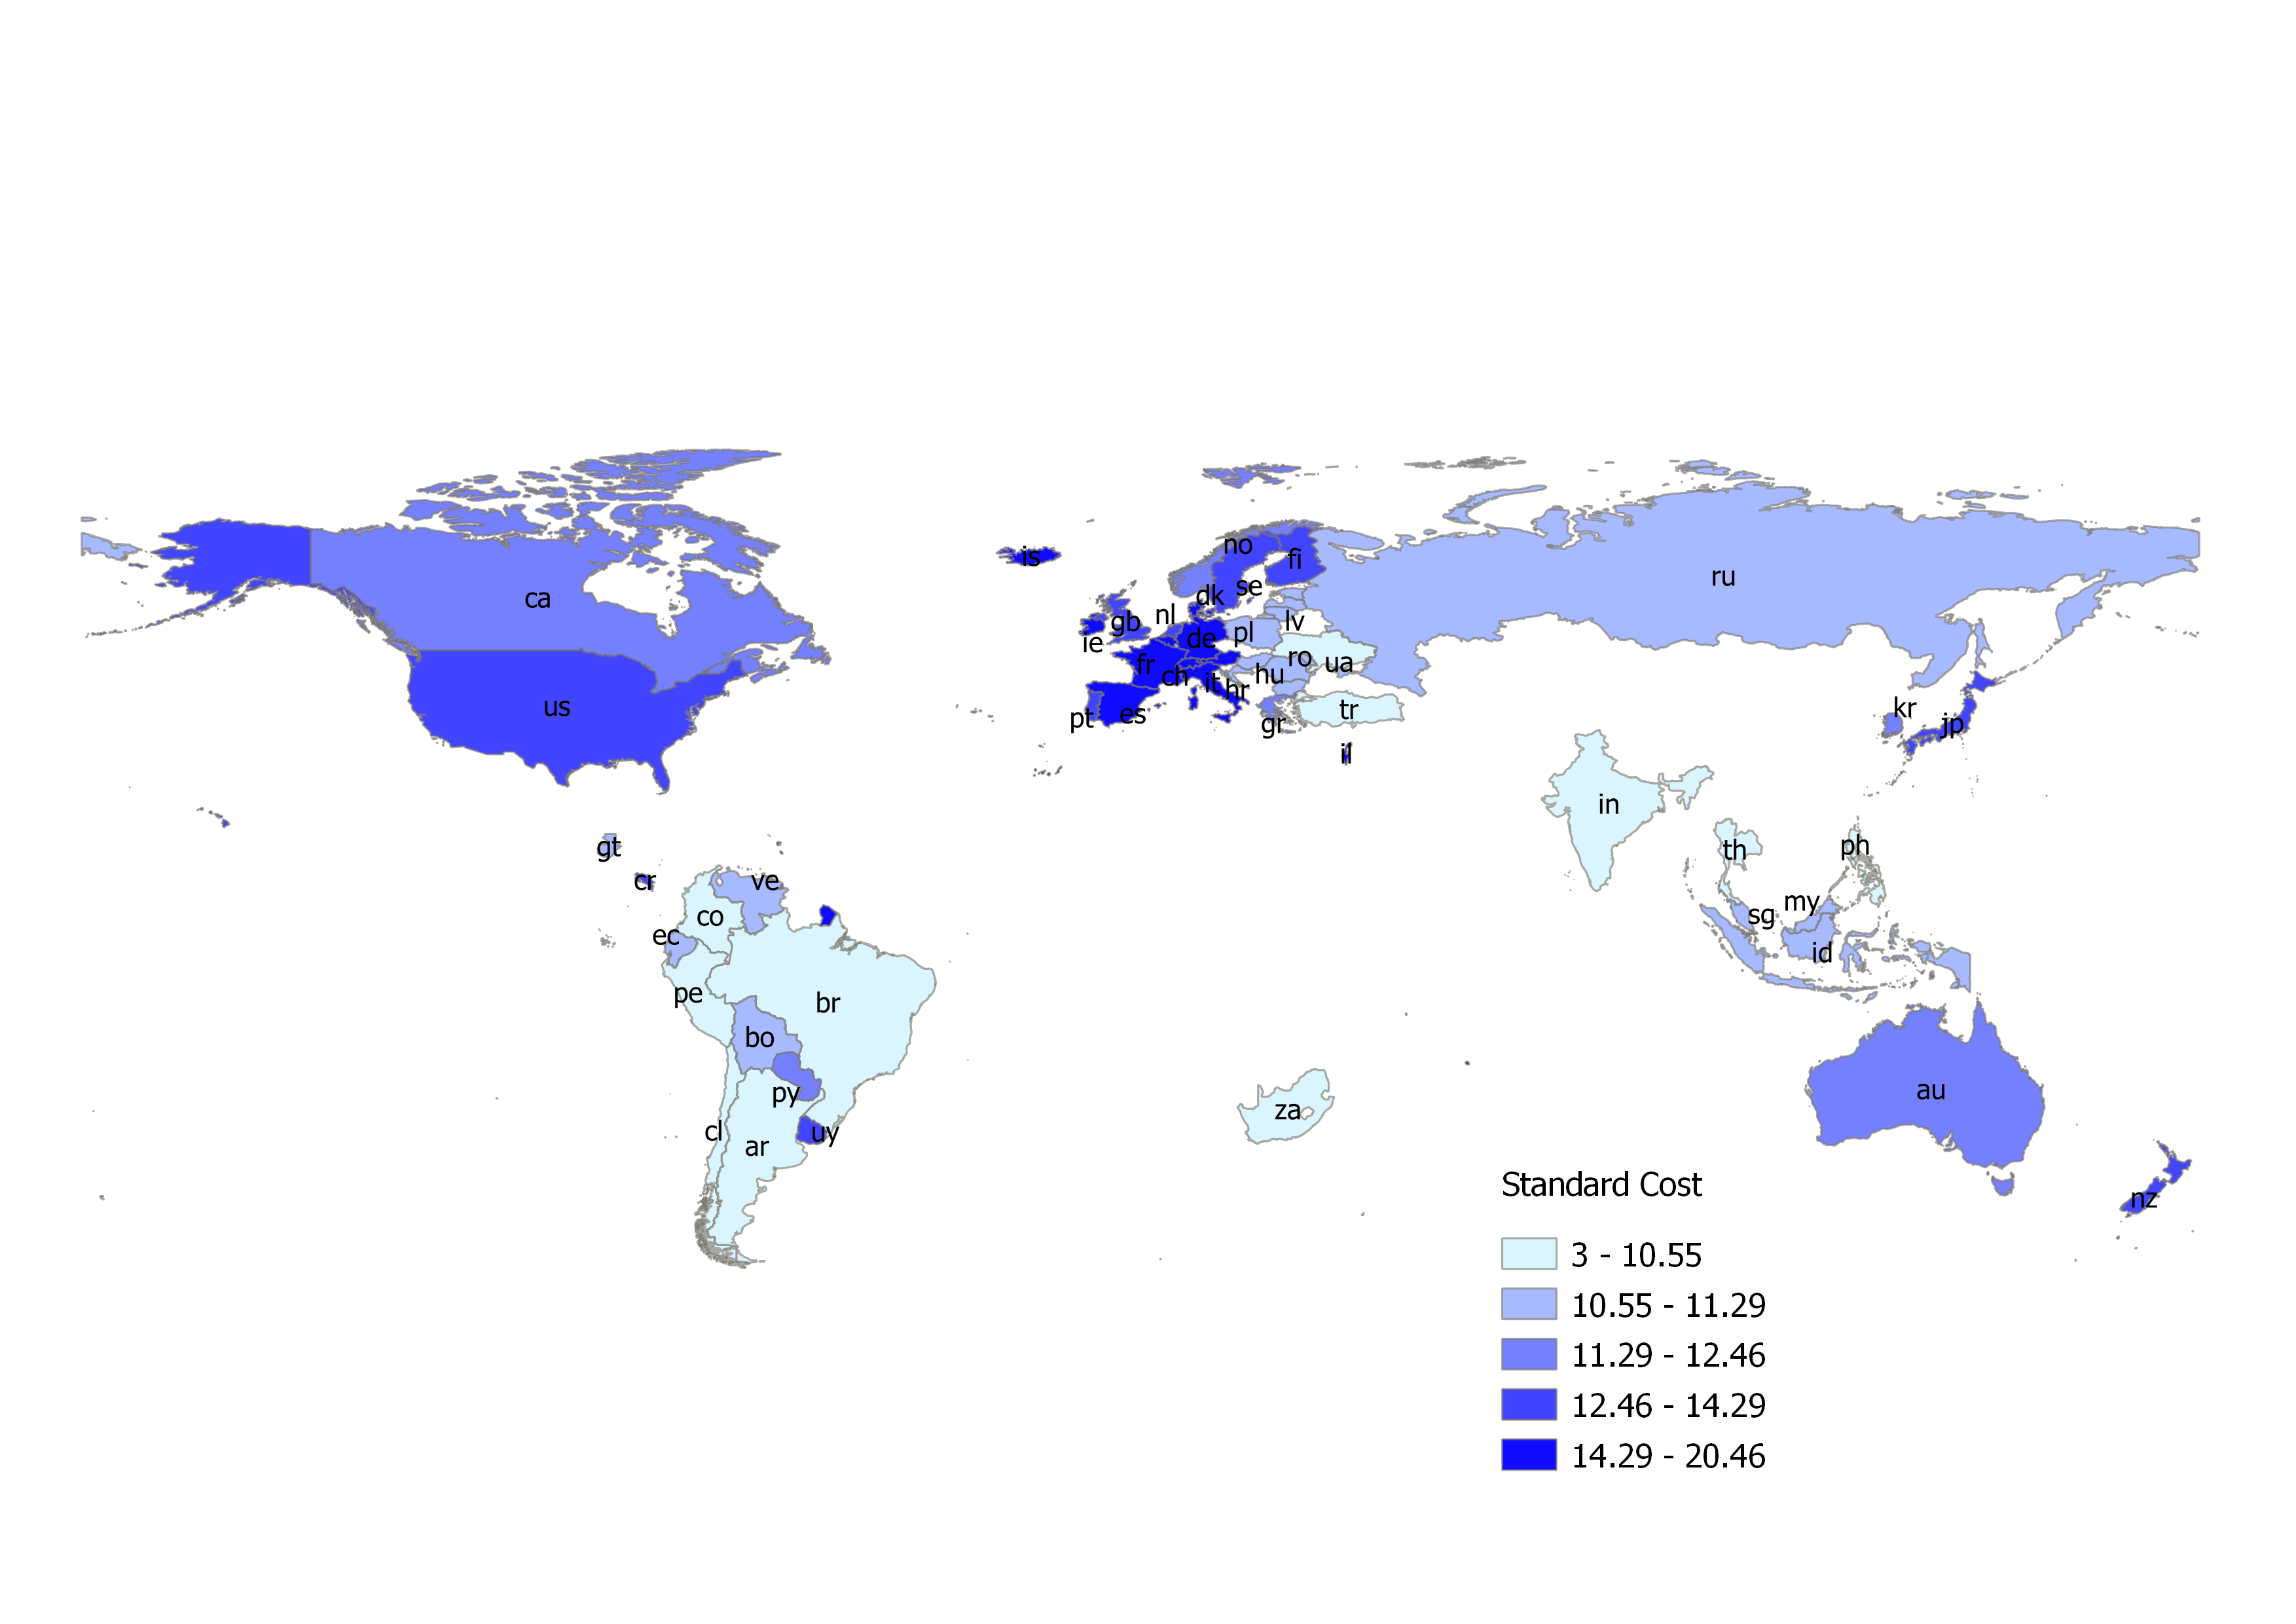 is
no
fi
ru
ca
dk
se
nl
gb
lv
de
pl
ie
fr
ro
ua
ch
it
hu
hr
us
pt
es
gr
tr
kr
jp
il
in
gt
th
ph
cr
ve
co
my
sg
ec
id
pe
br
bo
py
au
za
cl
ar
uy
nz
Standard Cost
3 - 10.55
10.55 - 11.29
11.29 - 12.46
12.46 - 14.29
14.29 - 20.46